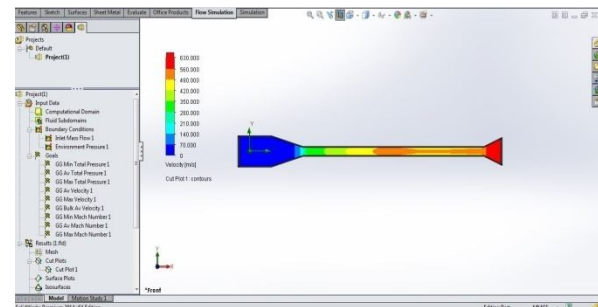 Features Sketch Surfaces Sheet Metal Evaluate Office Products Flow Simulation Simulation
Projects
Default
Project(1)
Project(1)
Input Data
Computational Domain
Fluid Subdomains
Boundary Conditions
Inlet Mass Flow 1
Environment Pressure 1
Goals
GG Min Total Pressure 1
GG Av Total Pressure 1
GG Max Total Pressure 1
GG Av Velocity 1
GG Max Velocity 1
GG Bulk Av Velocity 1
GG Min Mach Number 1
GG Av Mach Number 1
GG Max Mach Number 1
Results (1.fld)
Mesh
Cut Plots
Cut Plot 1
Surface Plots
Isosurfaces
630.000
560.000
490.000
420.000
350.000
280.000
210.000
140.000
70.000
0
Velocity [m/s]
Cut Plot 1: contours
Y
Y
*Front
Model Motion Study 1